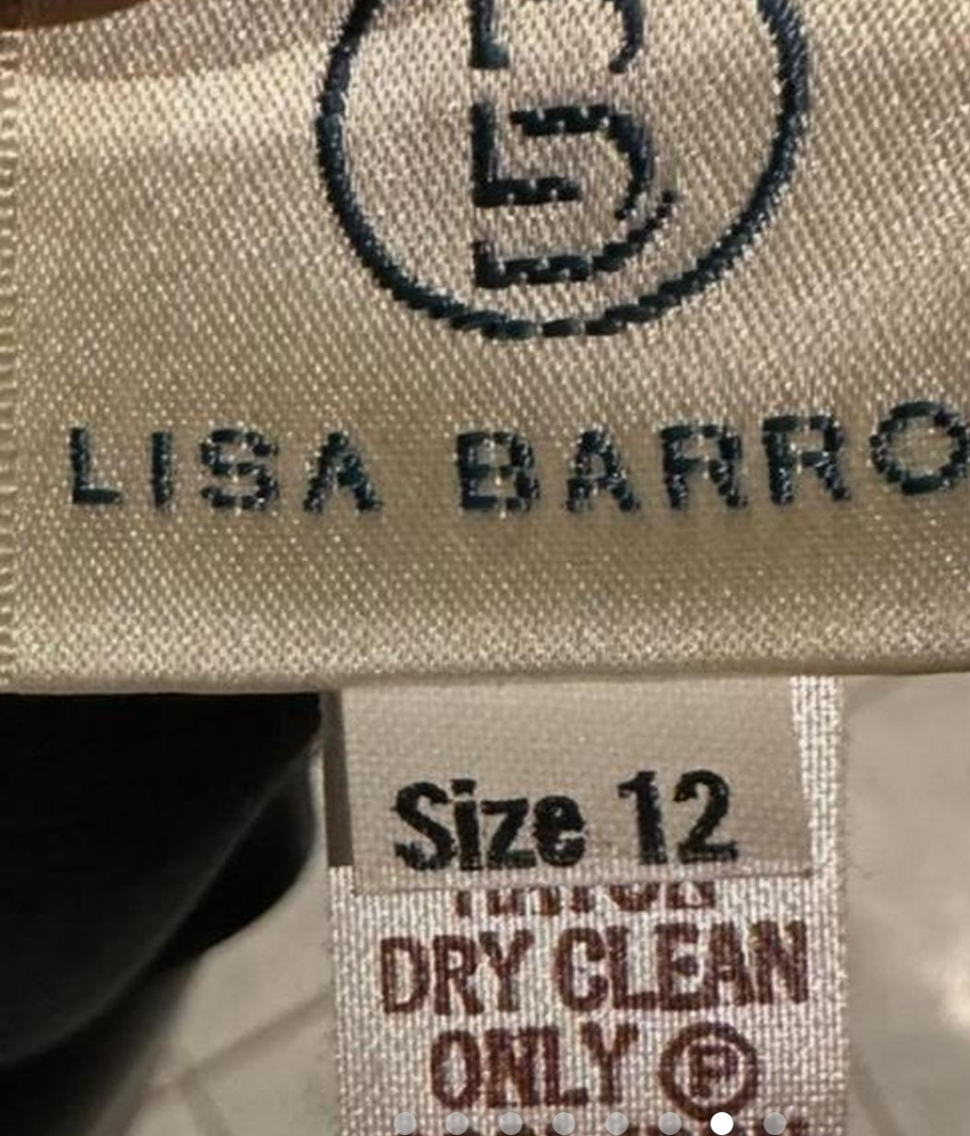 LISA BARRO
Size 12
DRY CLEAN
ONLY Ⓟ